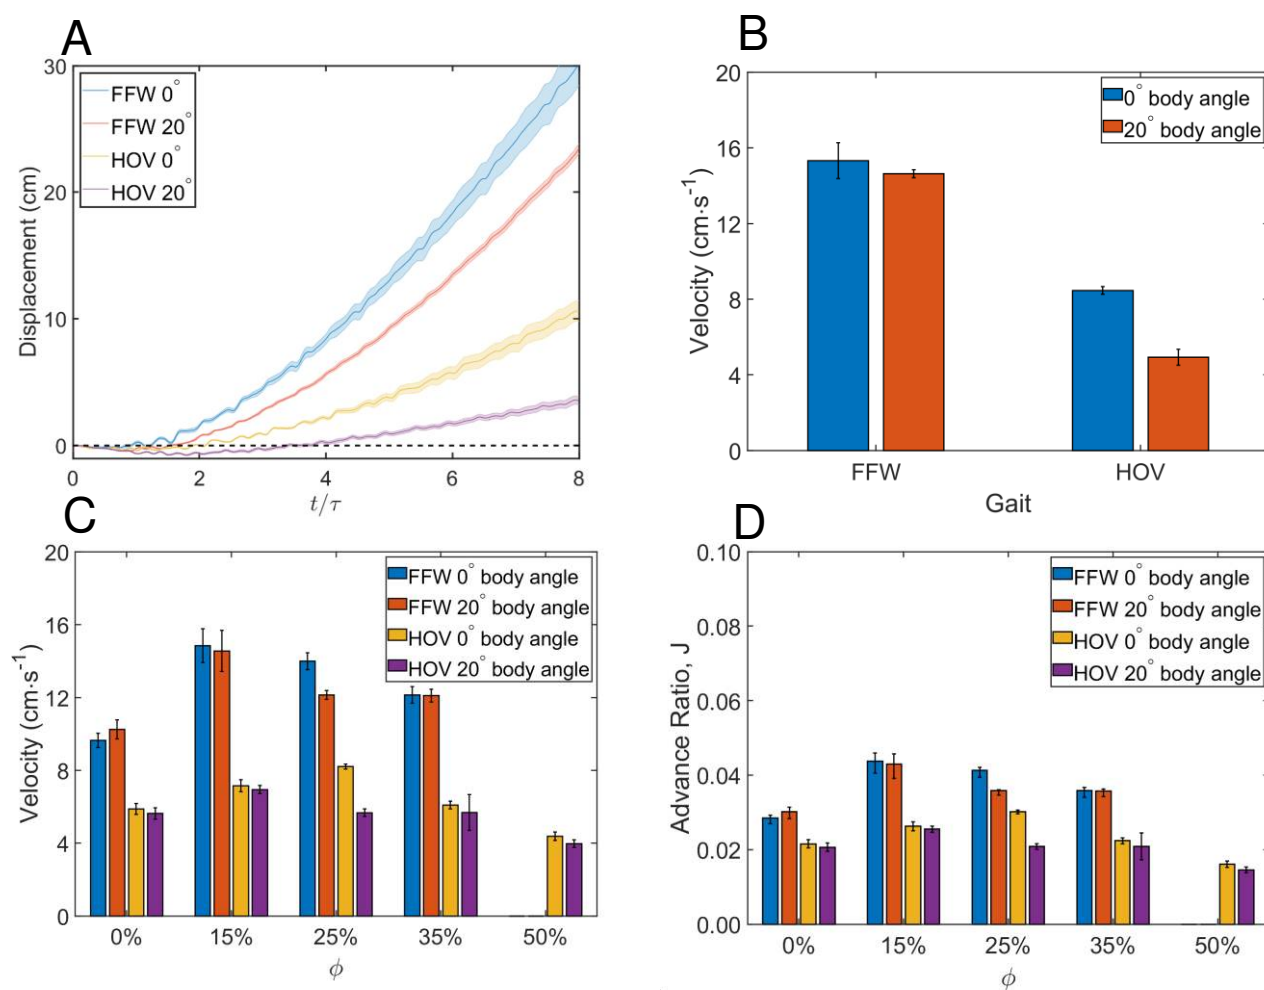 A
30
20
10
0
Displacement (cm)
FFW 0°
FFW 20°
HOV 0°
HOV 20°
0 2 4 6 8
t/τ
B
20
16
12
8
4
0
Velocity (cm·s⁻¹)
0° body angle
20° body angle
FFW HOV
Gait
C
20
16
12
8
4
0
Velocity (cm·s⁻¹)
FFW 0° body angle
FFW 20° body angle
HOV 0° body angle
HOV 20° body angle
0% 15% 25% 35% 50%
ϕ
D
0.10
0.08
0.06
0.04
0.02
0.00
Advance Ratio, J
FFW 0° body angle
FFW 20° body angle
HOV 0° body angle
HOV 20° body angle
0% 15% 25% 35% 50%
ϕ